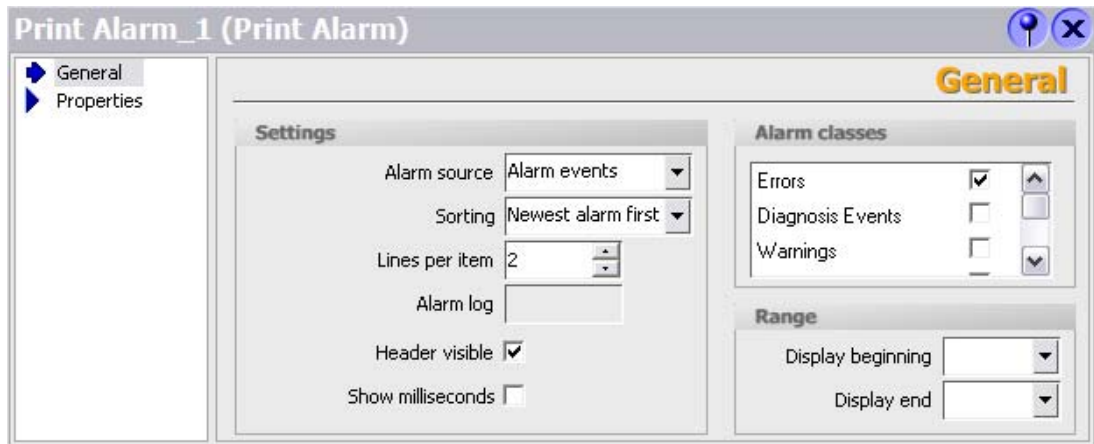 Print Alarm_1 (Print Alarm)
General
Properties
General
Settings
Alarm source Alarm events
Sorting Newest alarm first
Lines per item 2
Alarm log
Header visible
Show milliseconds
Alarm classes
Errors
Diagnosis Events
Warnings
Range
Display beginning
Display end